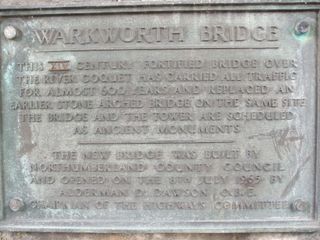 WARKWORTH BRIDGE
THIS XIV CENTURY FORTIFIED BRIDGE OVER
THE RIVER COQUET HAS CARRIED ALL TRAFFIC
FOR ALMOST 600 YEARS AND REPLACED AN
EARLIER STONE ARCHED BRIDGE ON THE SAME SITE
THE BRIDGE AND THE TOWER ARE SCHEDULED
AS ANCIENT MONUMENTS
THE NEW BRIDGE WAS BUILT BY
NORTHUMBERLAND COUNTY COUNCIL
AND OPENED ON THE 8TH JULY 1965 BY
ALDERMAN D. DAWSON O.B.E.
CHAIRMAN OF THE HIGHWAYS COMMITTEE